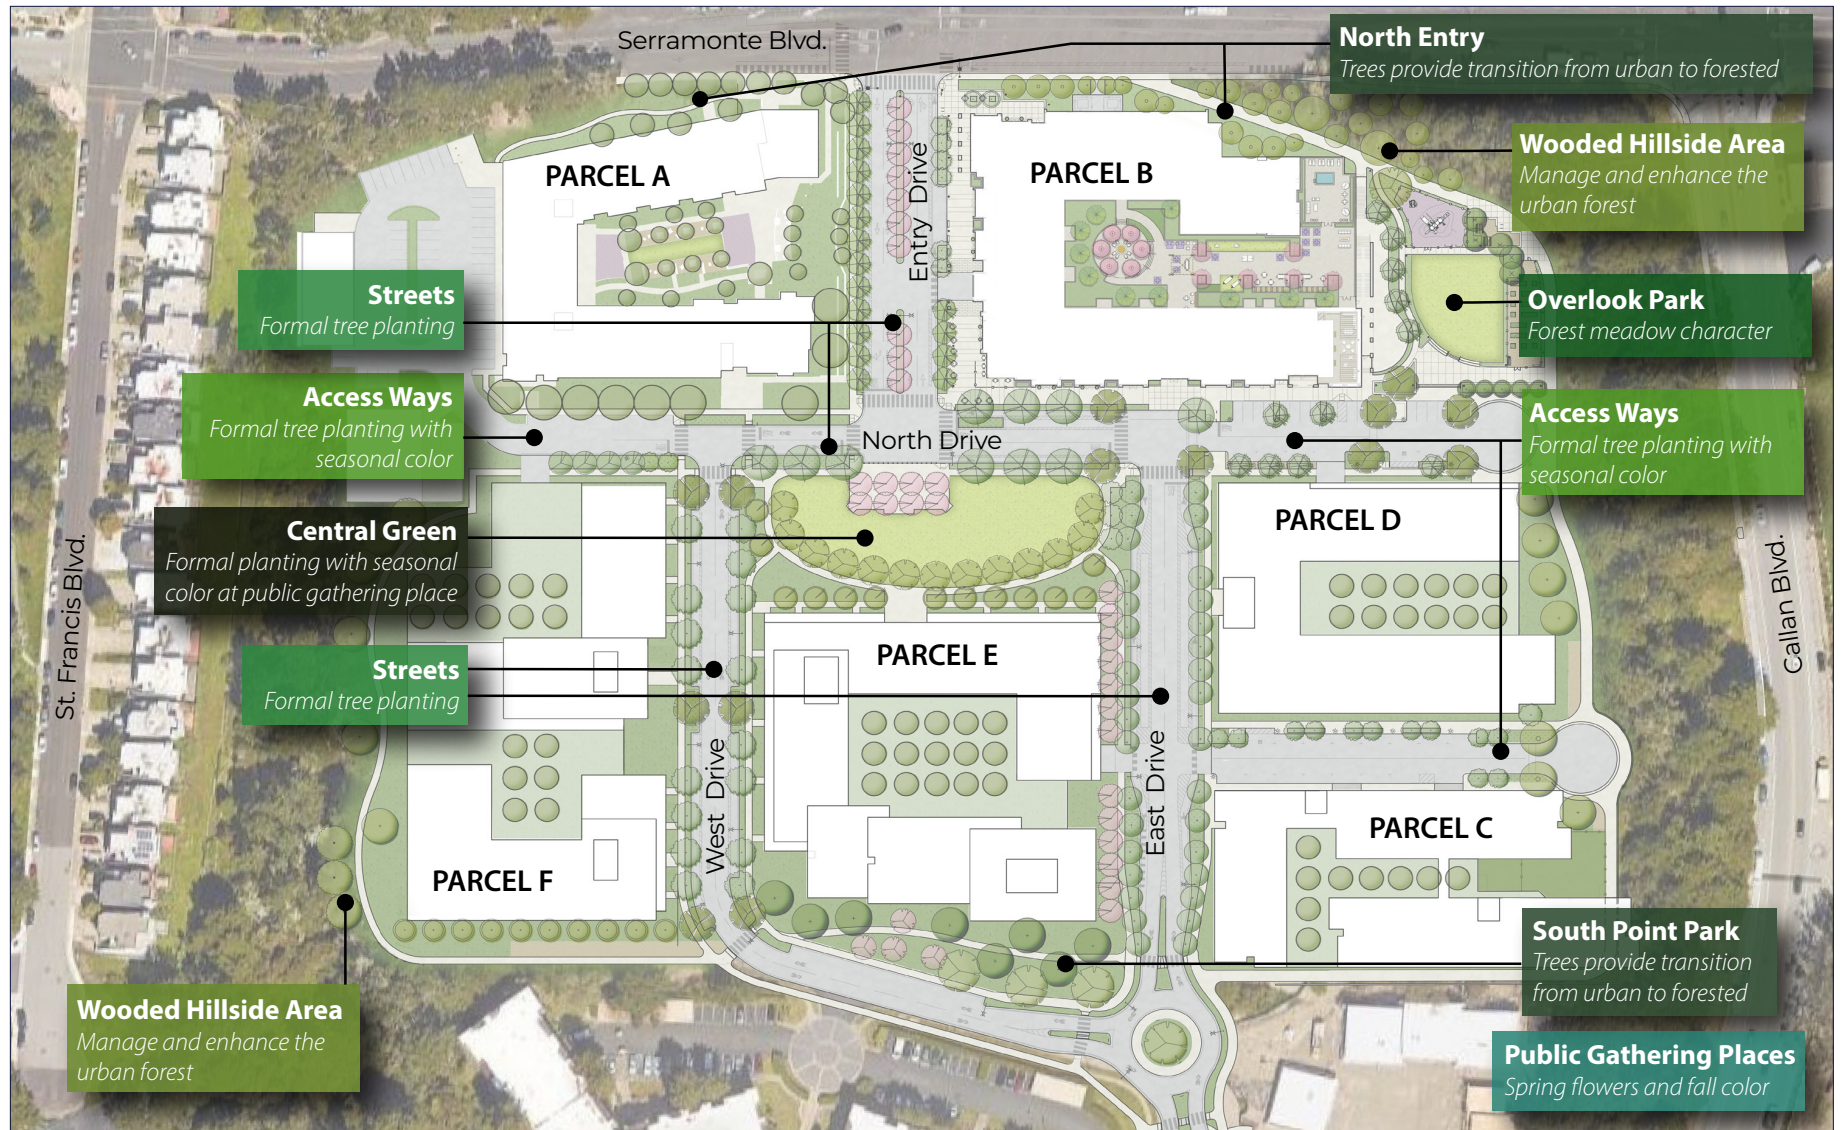 Serramonte Blvd.
North Entry
Trees provide transition from urban to forested
Wooded Hillside Area
Manage and enhance the
urban forest
PARCEL A
PARCEL B
Entry Drive
Streets
Formal tree planting
Overlook Park
Forest meadow character
Access Ways
Formal tree planting with
seasonal color
North Drive
Access Ways
Formal tree planting with
seasonal color
Central Green
Formal planting with seasonal
color at public gathering place
PARCEL D
St. Francis Blvd.
Callan Blvd.
Streets
Formal tree planting
PARCEL E
West Drive
East Drive
PARCEL C
PARCEL F
South Point Park
Trees provide transition
from urban to forested
Wooded Hillside Area
Manage and enhance the
urban forest
Public Gathering Places
Spring flowers and fall color